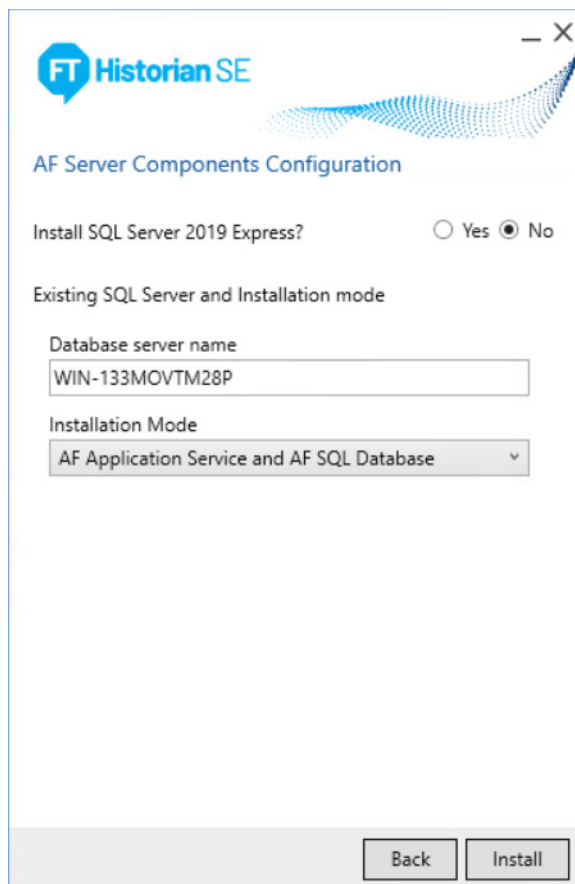 FT Historian SE
AF Server Components Configuration
Install SQL Server 2019 Express? Yes No
Existing SQL Server and Installation mode
Database server name
WIN-133MOVTM28P
Installation Mode
AF Application Service and AF SQL Database
Back Install